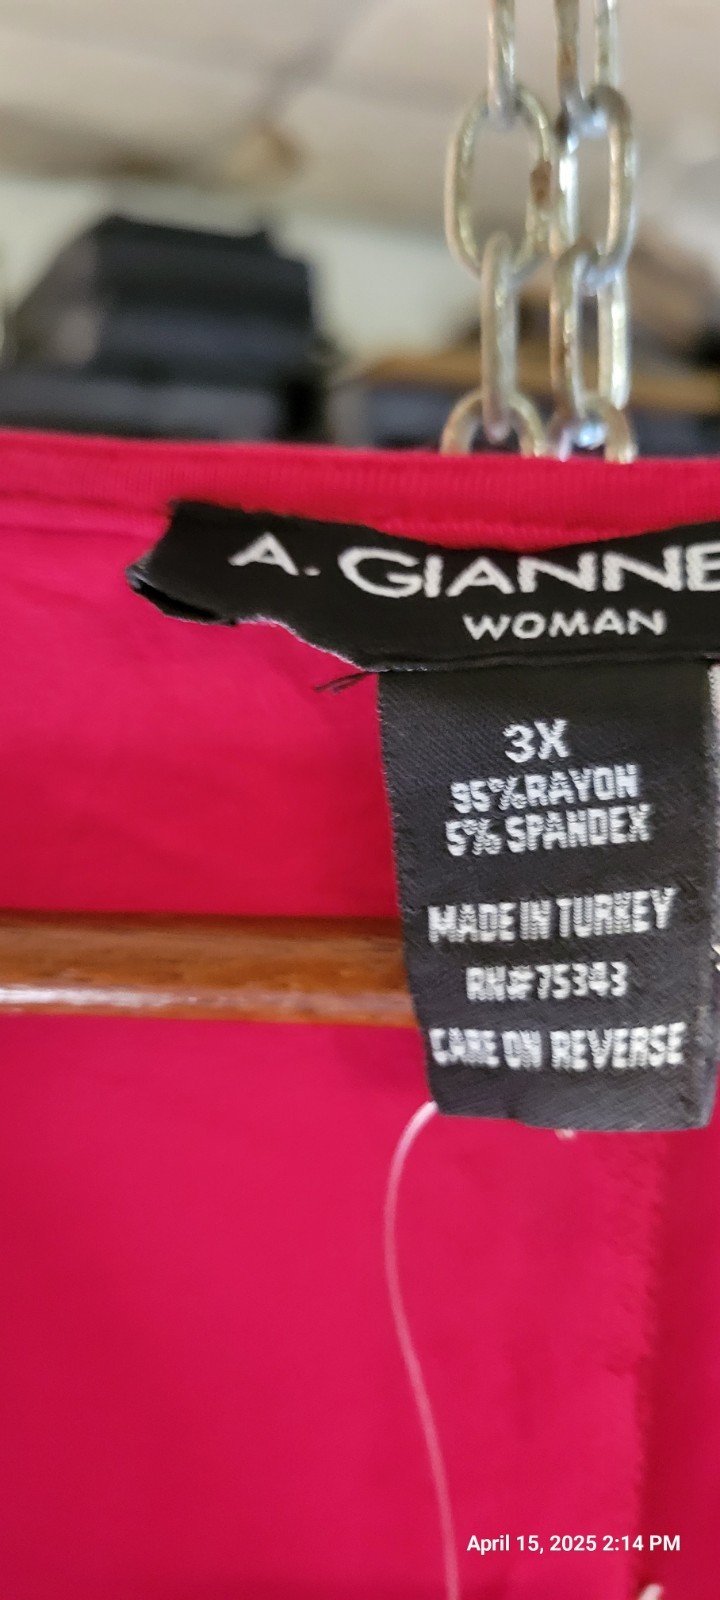 A. GIANNE
WOMAN
3X
95%RAYON
5% SPANDEX
MADE IN TURKEY
RN#75343
CARE ON REVERSE
April 15, 2025 2:14 PM